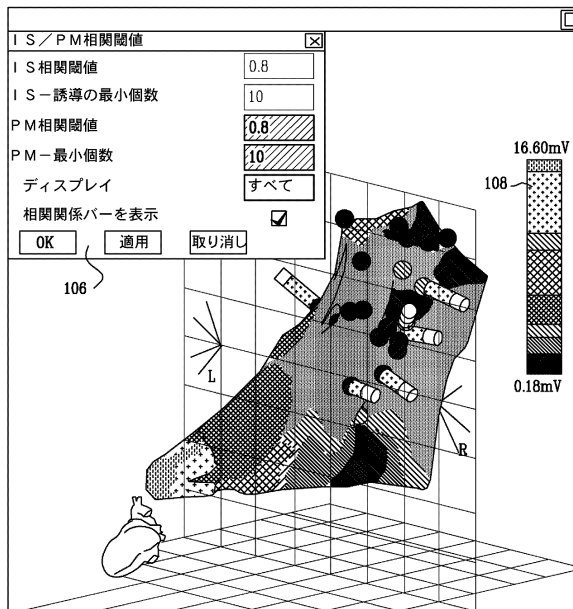 ＩＳ／ＰＭ相関閾値
ＩＳ相関閾値 0.8
ＩＳ－誘導の最小個数 10
ＰＭ相関閾値 0.8
ＰＭ－最小個数 10
ディスプレイ すべて
相関関係バーを表示
OK 適用 取り消し
106
16.60mV
108
0.18mV
L
R